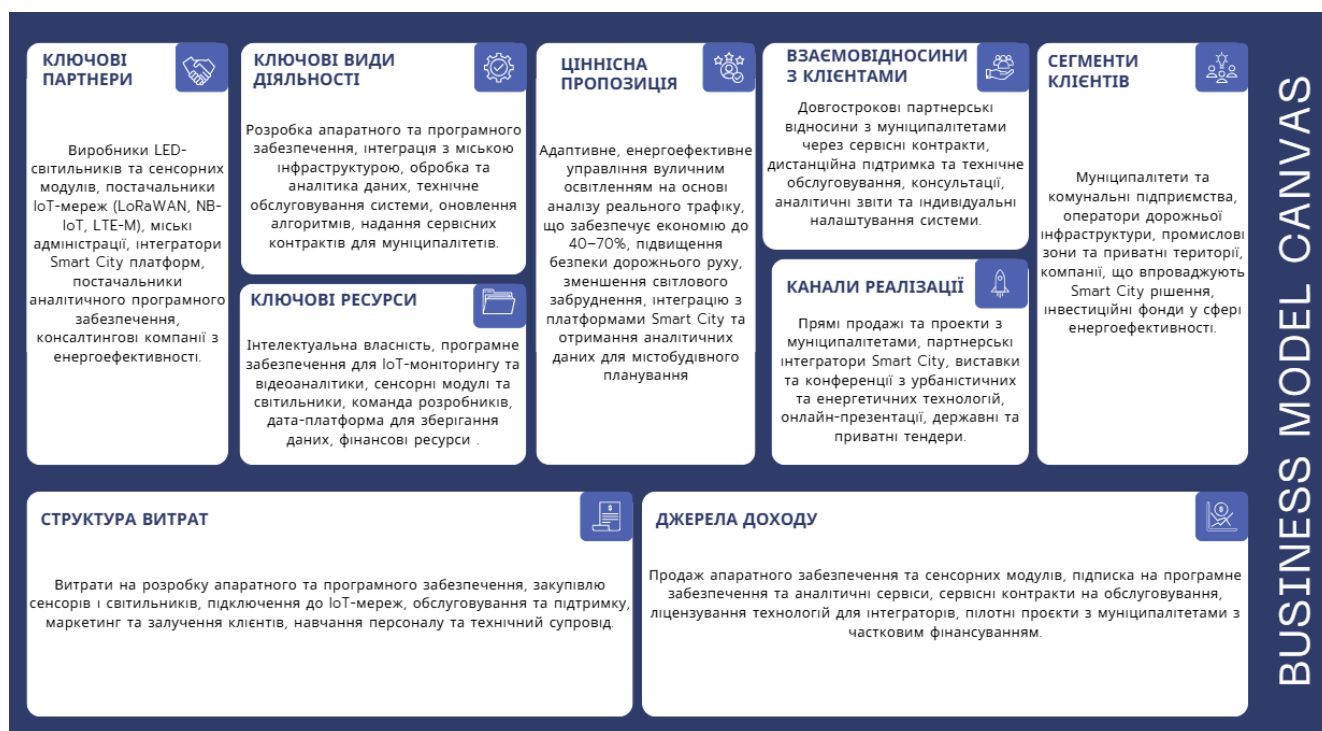 КЛЮЧОВІ
ПАРТНЕРИ
Виробники LED-
світильників та сенсорних
модулів, постачальники
IoT-мереж (LoRaWAN, NB-
IoT, LTE-M), міські
адміністрації, інтегратори
Smart City платформ,
постачальники
аналітичного програмного
забезпечення,
консалтингові компанії з
енергоефективності.
КЛЮЧОВІ ВИДИ
ДІЯЛЬНОСТІ
Розробка апаратного та програмного
забезпечення, інтеграція з міською
інфраструктурою, обробка та
аналітика даних, технічне
обслуговування системи, оновлення
алгоритмів, надання сервісних
контрактів для муніципалітетів.
КЛЮЧОВІ РЕСУРСИ
Інтелектуальна власність, програмне
забезпечення для IoT-моніторингу та
відеоаналітики, сенсорні модулі та
світильники, команда розробників,
дата-платформа для зберігання
даних, фінансові ресурси .
ЦІННІСНА
ПРОПОЗИЦІЯ
Адаптивне, енергоефективне
управління вуличним
освітленням на основі
аналізу реального трафіку,
що забезпечує економію до
40–70%, підвищення
безпеки дорожнього руху,
зменшення світлового
забруднення, інтеграцію з
платформами Smart City та
отримання аналітичних
даних для містобудівного
планування
ВЗАЄМОВІДНОСИНИ
З КЛІЄНТАМИ
Довгострокові партнерські
відносини з муніципалітетами
через сервісні контракти,
дистанційна підтримка та технічне
обслуговування, консультації,
аналітичні звіти та індивідуальні
налаштування системи.
КАНАЛИ РЕАЛІЗАЦІЇ
Прямі продажі та проекти з
муніципалітетами, партнерські
інтегратори Smart City, виставки
та конференції з урбаністичних
та енергетичних технологій,
онлайн-презентації, державні та
приватні тендери.
СЕГМЕНТИ
КЛІЄНТІВ
Муніципалітети та
комунальні підприємства,
оператори дорожньої
інфраструктури, промислові
зони та приватні території,
компанії, що впроваджують
Smart City рішення,
інвестиційні фонди у сфері
енергоефективності.
СТРУКТУРА ВИТРАТ
Витрати на розробку апаратного та програмного забезпечення, закупівлю
сенсорів і світильників, підключення до IoT-мереж, обслуговування та підтримку,
маркетинг та залучення клієнтів, навчання персоналу та технічний супровід.
ДЖЕРЕЛА ДОХОДУ
Продаж апаратного забезпечення та сенсорних модулів, підписка на програмне
забезпечення та аналітичні сервіси, сервісні контракти на обслуговування,
ліцензування технологій для інтеграторів, пілотні проєкти з муніципалітетами з
частковим фінансуванням.
BUSINESS MODEL CANVAS